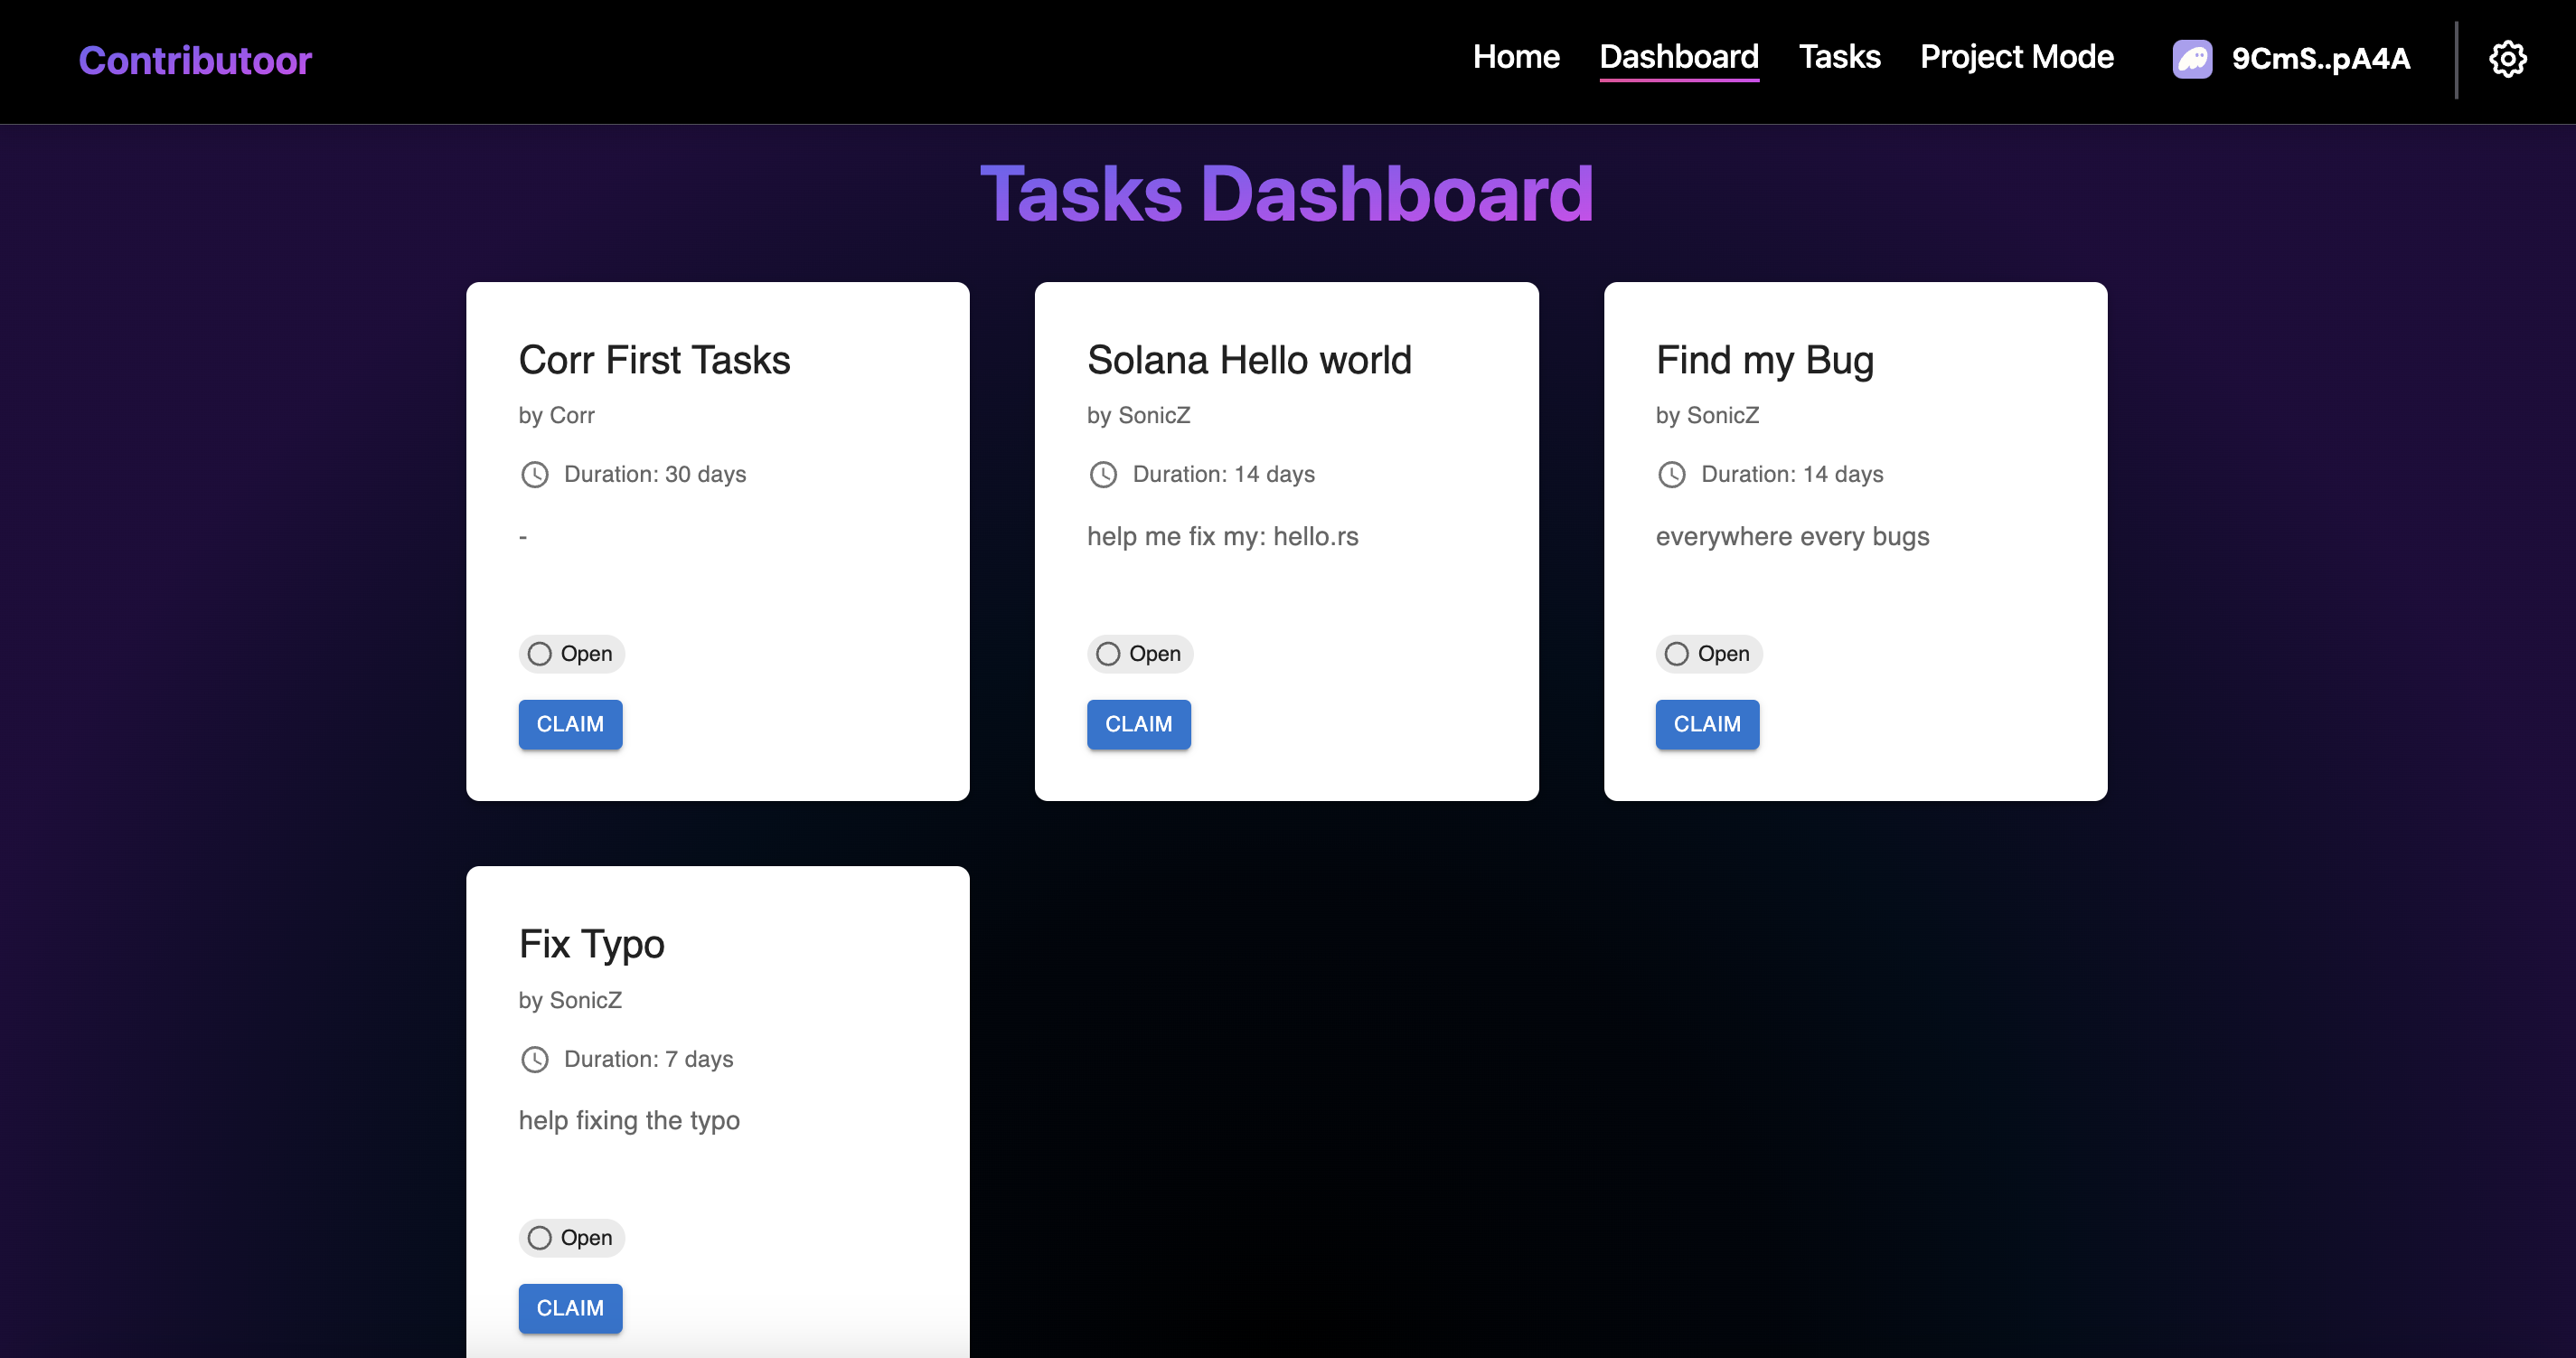 Contributoor
Home Dashboard Tasks Project Mode 9CmS..pA4A
Tasks Dashboard
Corr First Tasks
by Corr
Duration: 30 days
-
Open
CLAIM
Solana Hello world
by SonicZ
Duration: 14 days
help me fix my: hello.rs
Open
CLAIM
Find my Bug
by SonicZ
Duration: 14 days
everywhere every bugs
Open
CLAIM
Fix Typo
by SonicZ
Duration: 7 days
help fixing the typo
Open
CLAIM